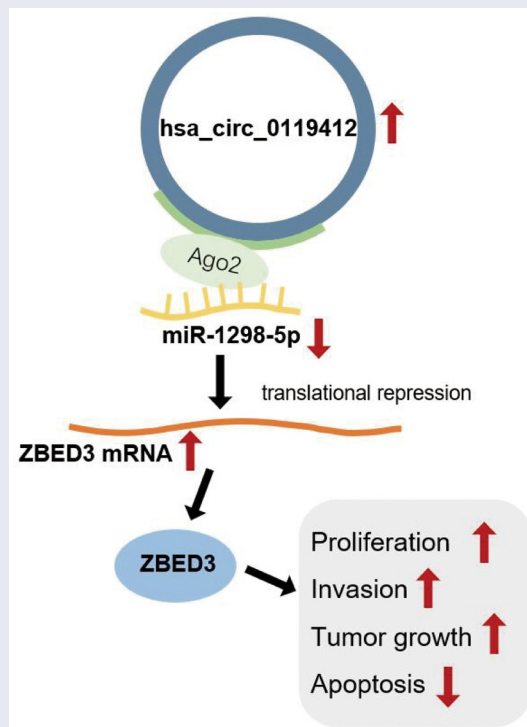 hsa_circ_0119412
Ago2
miR-1298-5p
translational repression
ZBED3 mRNA
ZBED3
Proliferation
Invasion
Tumor growth
Apoptosis